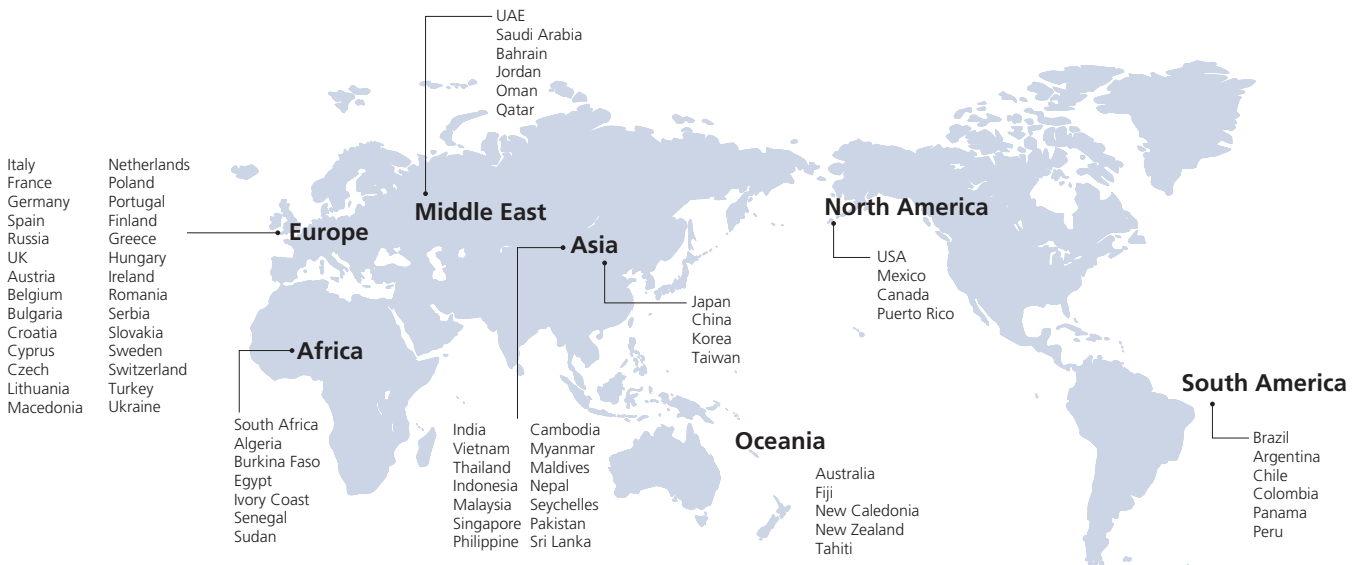 UAE
Saudi Arabia
Bahrain
Jordan
Oman
Qatar
Middle East
Italy
France
Germany
Spain
Russia
UK
Austria
Belgium
Bulgaria
Croatia
Cyprus
Czech
Lithuania
Macedonia
Netherlands
Poland
Portugal
Finland
Greece
Hungary
Ireland
Romania
Serbia
Slovakia
Sweden
Switzerland
Turkey
Ukraine
Europe
Asia
Japan
China
Korea
Taiwan
India
Vietnam
Thailand
Indonesia
Malaysia
Singapore
Philippine
Cambodia
Myanmar
Maldives
Nepal
Seychelles
Pakistan
Sri Lanka
North America
USA
Mexico
Canada
Puerto Rico
Africa
South Africa
Algeria
Burkina Faso
Egypt
Ivory Coast
Senegal
Sudan
Oceania
Australia
Fiji
New Caledonia
New Zealand
Tahiti
South America
Brazil
Argentina
Chile
Colombia
Panama
Peru